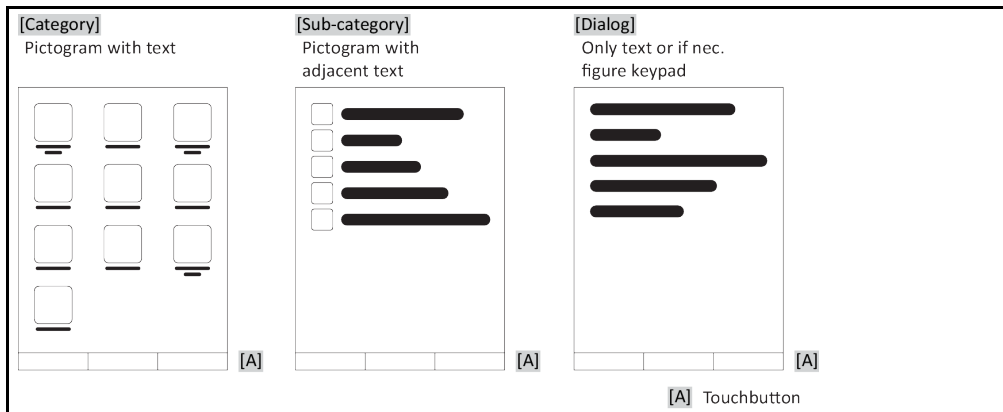 [Category]
Pictogram with text
[Sub-category]
Pictogram with
adjacent text
[Dialog]
Only text or if nec.
figure keypad
[A]
[A]
[A]
[A] Touchbutton